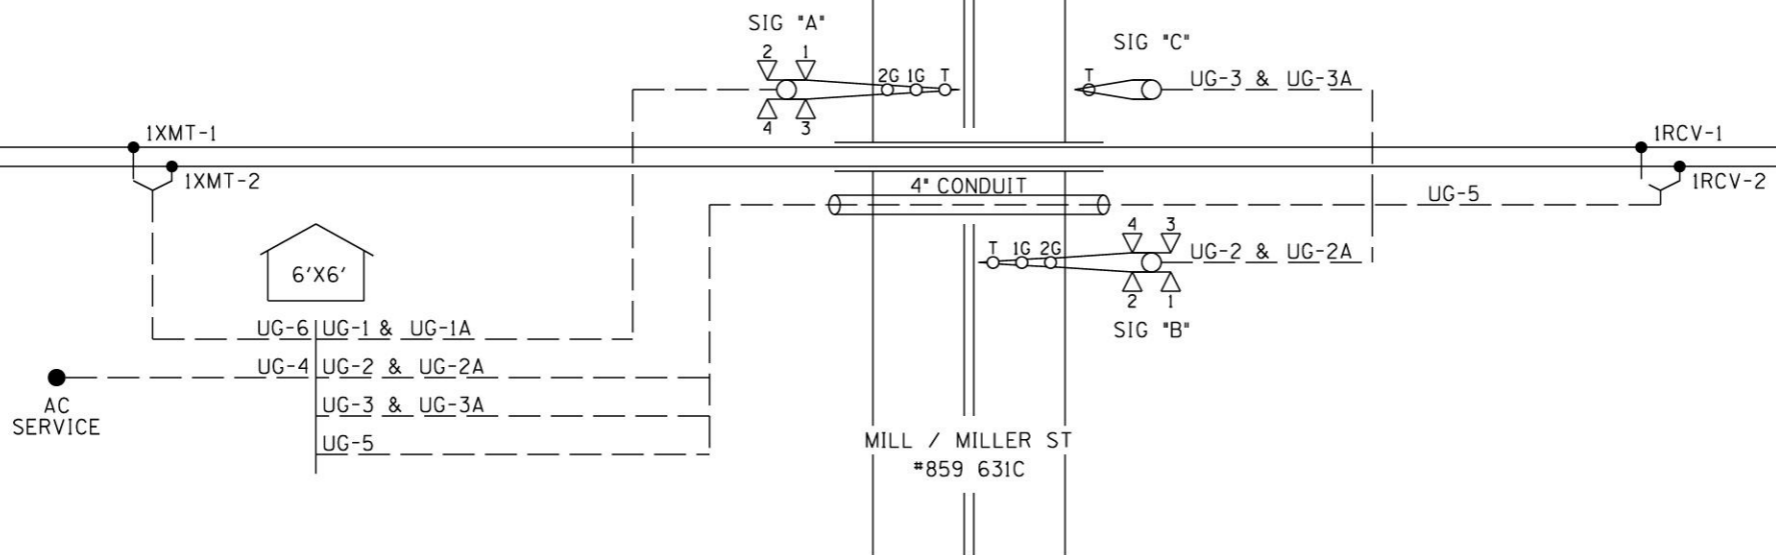 SIG "A"
SIG "C"
2 1
2G 1G T
T
UG-3 & UG-3A
4 3
1XMT-1
1RCV-1
1XMT-2
1RCV-2
4" CONDUIT
UG-5
4 3
T 1G 2G
UG-2 & UG-2A
6'X6'
2 1
SIG "B"
UG-6 UG-1 & UG-1A
UG-4 UG-2 & UG-2A
AC
SERVICE
UG-3 & UG-3A
UG-5
MILL / MILLER ST
#859 631C